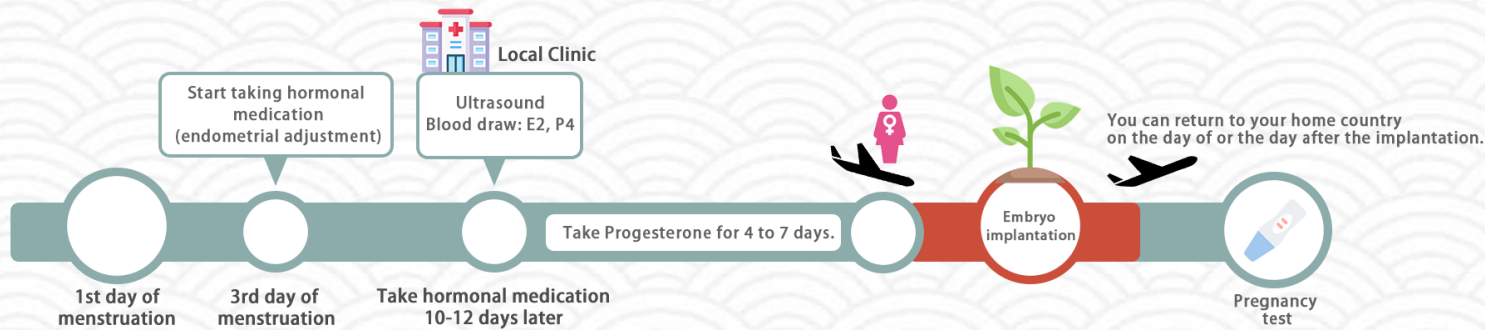 Local Clinic
Start taking hormonal
medication
(endometrial adjustment)
Ultrasound
Blood draw: E2, P4
You can return to your home country
on the day of or the day after the implantation.
Take Progesterone for 4 to 7 days.
Embryo
implantation
1st day of
menstruation
3rd day of
menstruation
Take hormonal medication
10-12 days later
Pregnancy
test